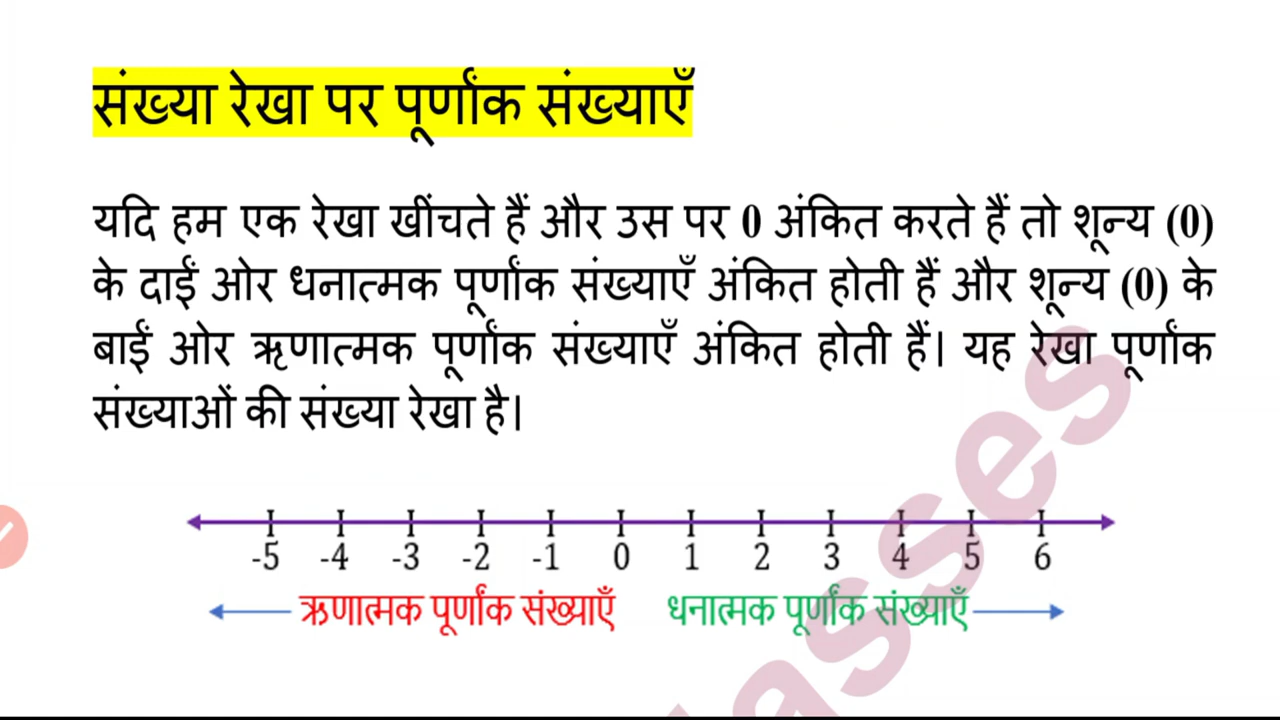 संख्या रेखा पर पूर्णांक संख्याएँ
यदि हम एक रेखा खींचते हैं और उस पर 0 अंकित करते हैं तो शून्य (0)
के दाईं ओर धनात्मक पूर्णांक संख्याएँ अंकित होती हैं और शून्य (0) के
बाईं ओर ऋणात्मक पूर्णांक संख्याएँ अंकित होती हैं। यह रेखा पूर्णांक
संख्याओं की संख्या रेखा है।
-5 -4 -3 -2 -1 0 1 2 3 4 5 6
ऋणात्मक पूर्णांक संख्याएँ धनात्मक पूर्णांक संख्याएँ